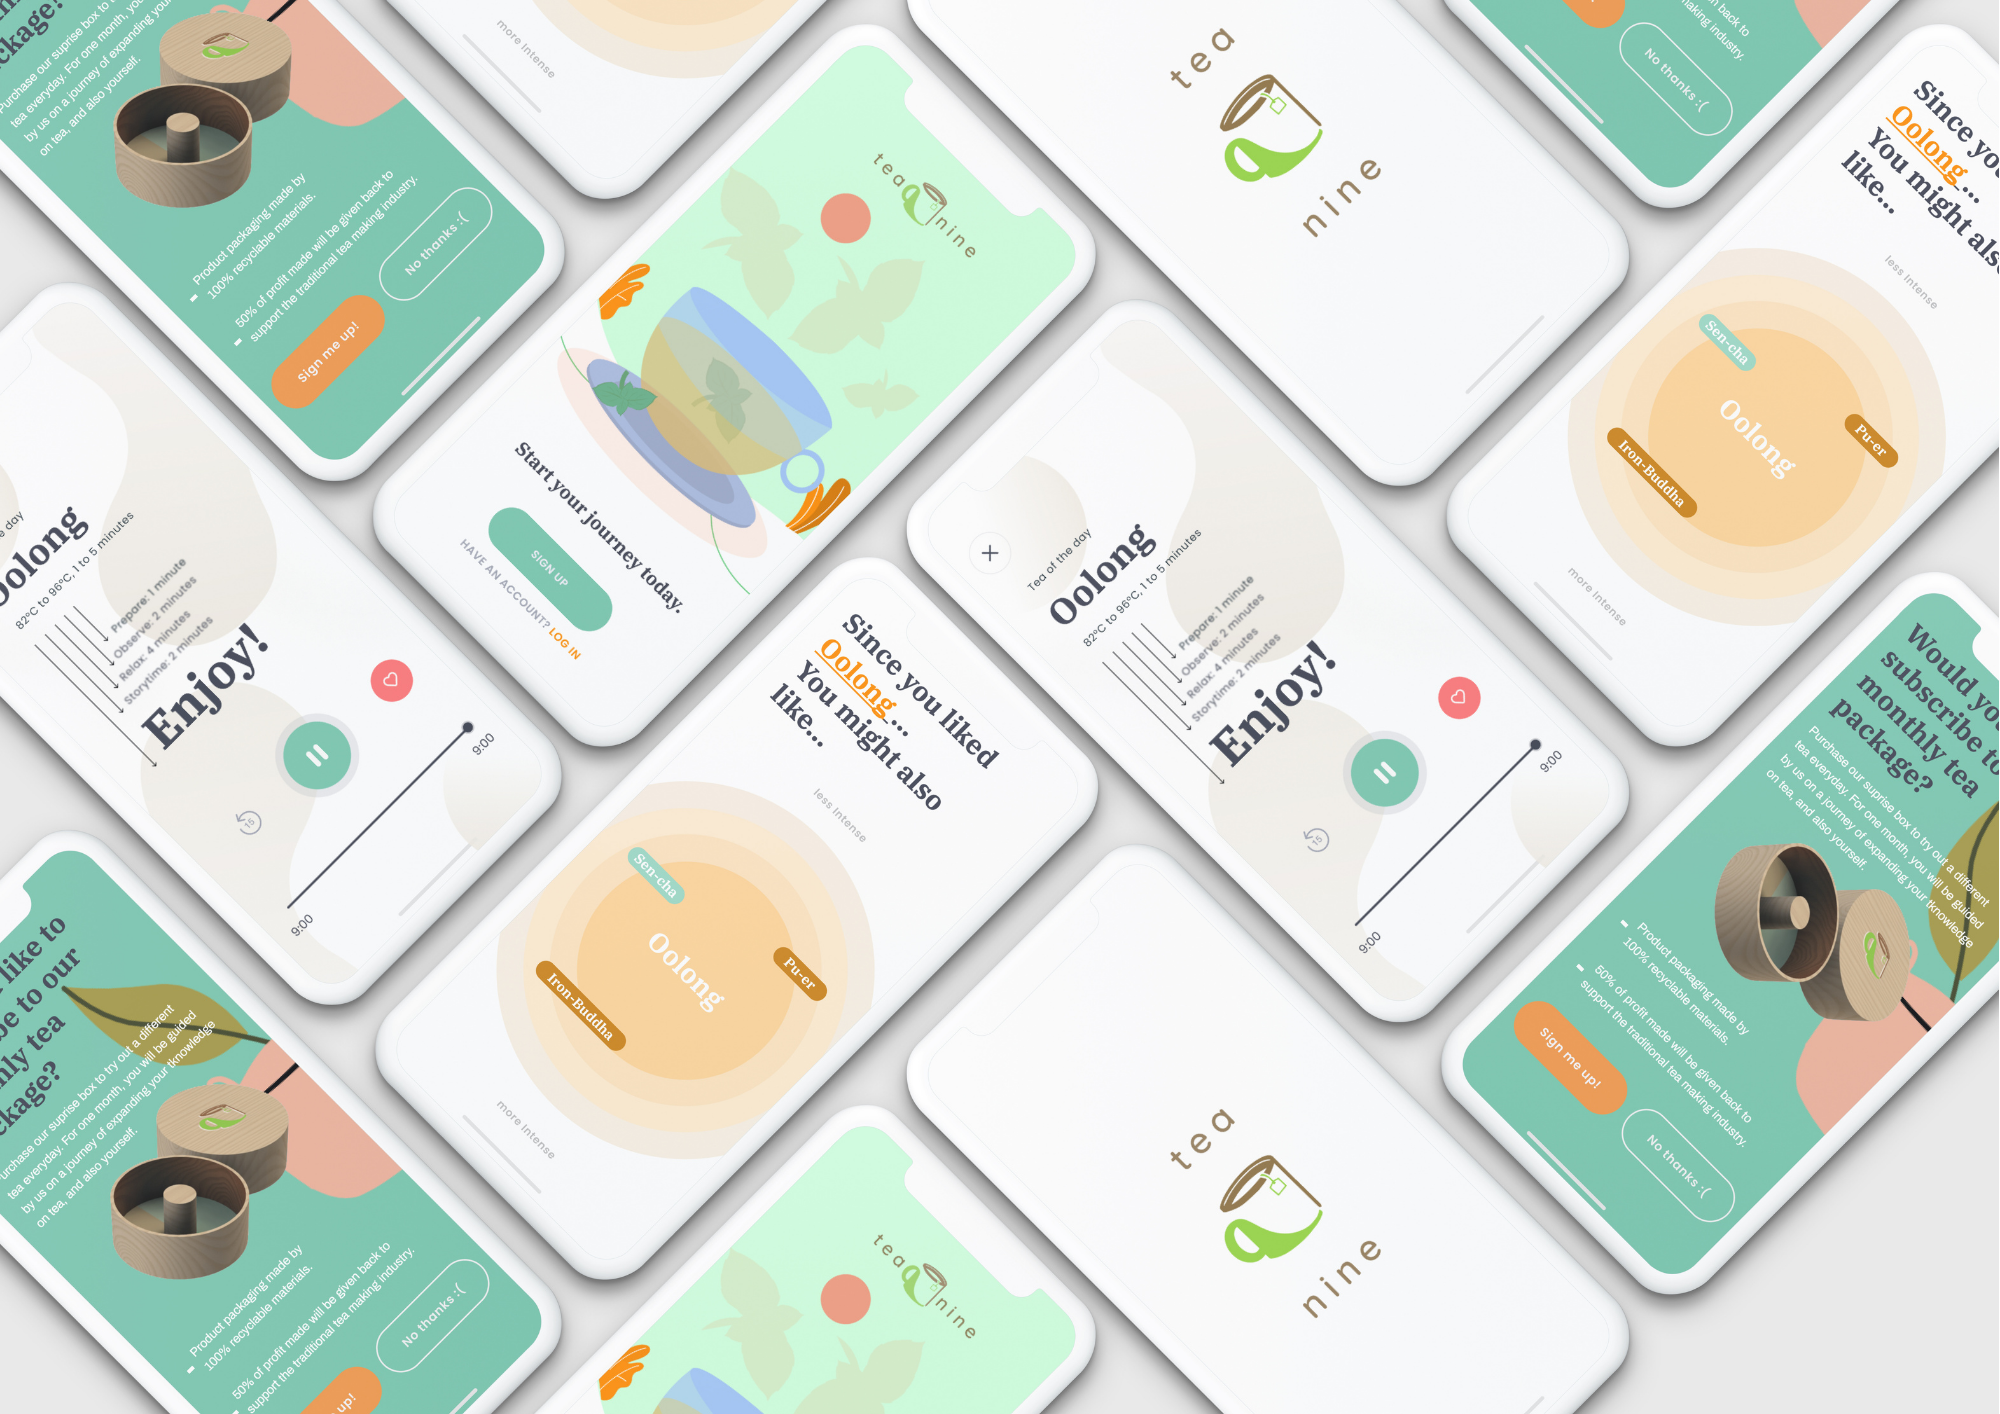 ckage?
Purchase our suprise box to
tea everyday. For one month, you
by us on a journey of expanding your
on tea, and also yourself.
Product packaging made by
100% recyclable materials.
50% of profit made will be given back to
support the traditional tea making industry.
No thanks :(
sign me up!
more intense
tea
nine
Start your journey today.
SIGN UP
HAVE AN ACCOUNT? LOG IN
tea
nine
making
industry.
No thanks :(
Since you
Oolong...
You might also
like...
less intense
Sen-cha
Oolong
Pu-er
Iron-Buddha
more intense
e day
Oolong
82°C to 96°C, 1 to 5 minutes
Prepare: 1 minute
Observe: 2 minutes
Relax: 4 minutes
Storytime: 2 minutes
Enjoy!
15
9:00
9:00
Since you liked
Oolong...
You might also
like...
less intense
Sen-cha
Oolong
Pu-er
Iron-Buddha
more intense
Tea of the day
Oolong
82°C to 96°C, 1 to 5 minutes
Prepare: 1 minute
Observe: 2 minutes
Relax: 4 minutes
Storytime: 2 minutes
Enjoy!
15
9:00
9:00
Would you
subscribe to
monthly tea
package?
Purchase our suprise box to try out a different
tea everyday. For one month, you will be guided
by us on a journey of expanding your tknowledge
on tea, and also yourself.
Product packaging made by
100% recyclable materials.
50% of profit made will be given back to
support the traditional tea making industry.
sign me up!
No thanks :(
like to
be to our
hly tea
kage?
urchase our suprise box to try out a different
tea everyday. For one month, you will be guided
by us on a journey of expanding your tknowledge
on tea, and also yourself.
Product packaging made by
100% recyclable materials.
50% of profit made will be given back to
support the traditional tea making industry.
No thanks :(
up!
tea
nine
tea
nine